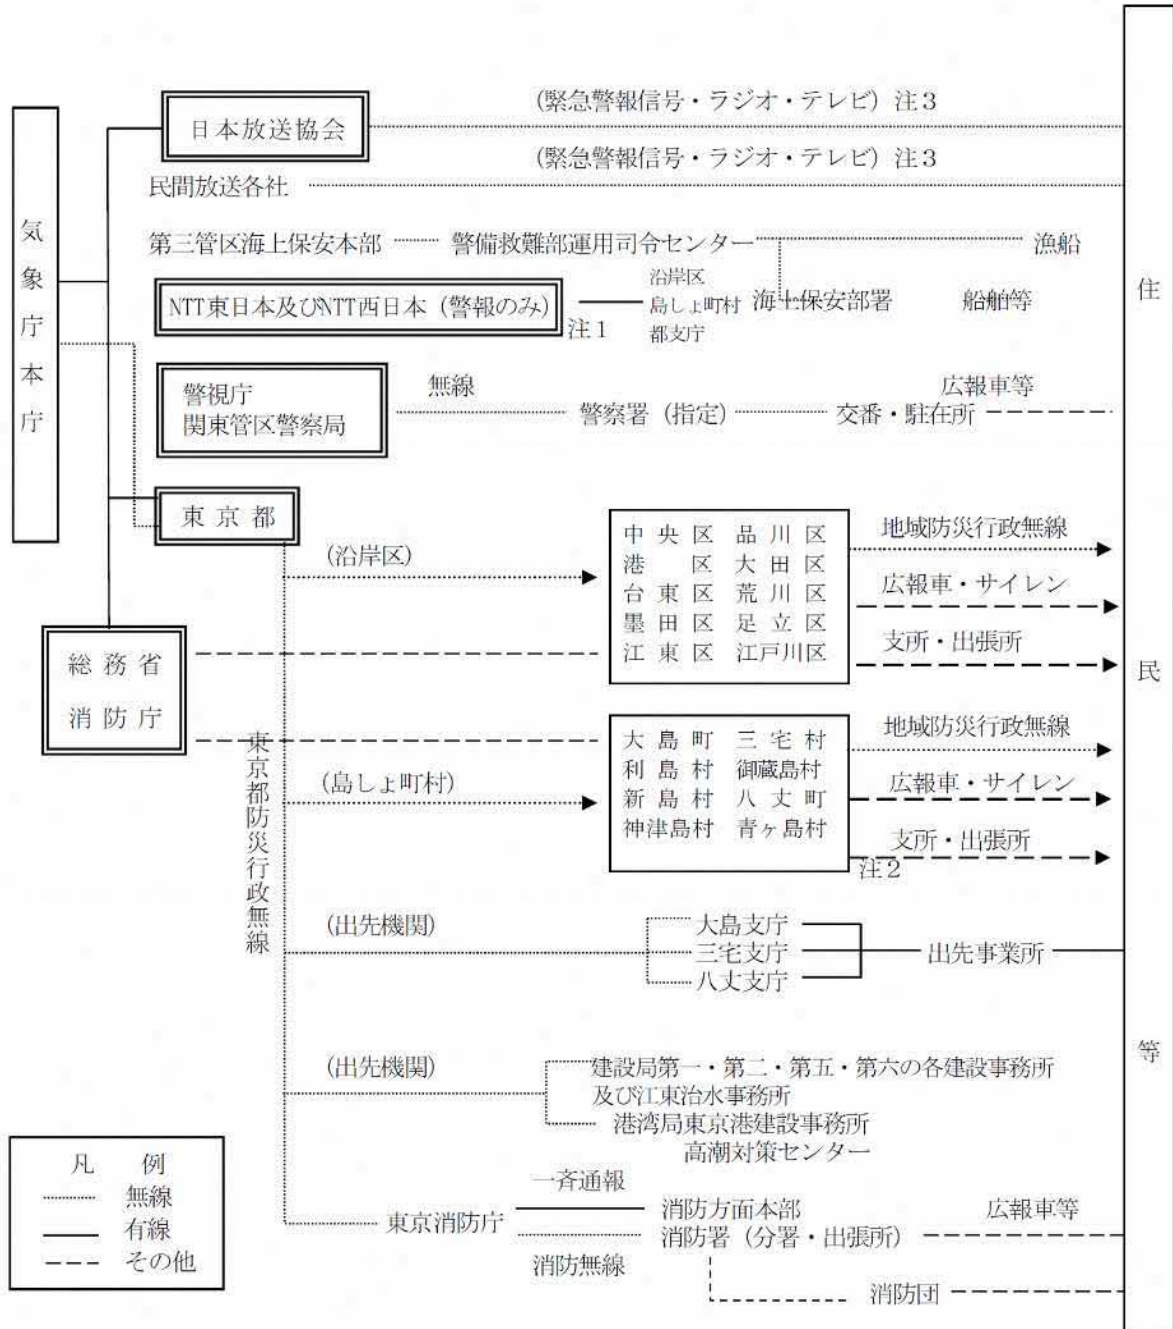 気象庁本庁
日本放送協会
(緊急警報信号・ラジオ・テレビ) 注3
民間放送各社
(緊急警報信号・ラジオ・テレビ) 注3
第三管区海上保安本部
警備救難部運用司令センター
漁船
NTT東日本及びNTT西日本 (警報のみ)
注1
沿岸区
島しょ町村
都支庁
海上保安部署
船舶等
警視庁
関東管区警察局
無線
警察署 (指定)
交番・駐在所
広報車等
東京都
総務省
消防庁
東京都防災行政無線
(沿岸区)
中央区 品川区
港 区 大田区
台東区 荒川区
墨田区 足立区
江東区 江戸川区
地域防災行政無線
広報車・サイレン
支所・出張所
(島しょ町村)
大島町 三宅村
利島村 御蔵島村
新島村 八丈町
神津島村 青ヶ島村
地域防災行政無線
広報車・サイレン
支所・出張所
注2
(出先機関)
大島支庁
三宅支庁
八丈支庁
出先事業所
(出先機関)
建設局第一・第二・第五・第六の各建設事務所
及び江東治水事務所
港湾局東京港建設事務所
高潮対策センター
東京消防庁
一斉通報
消防無線
消防方面本部
消防署 (分署・出張所)
広報車等
消防団
住民等
凡 例
無線
有線
その他